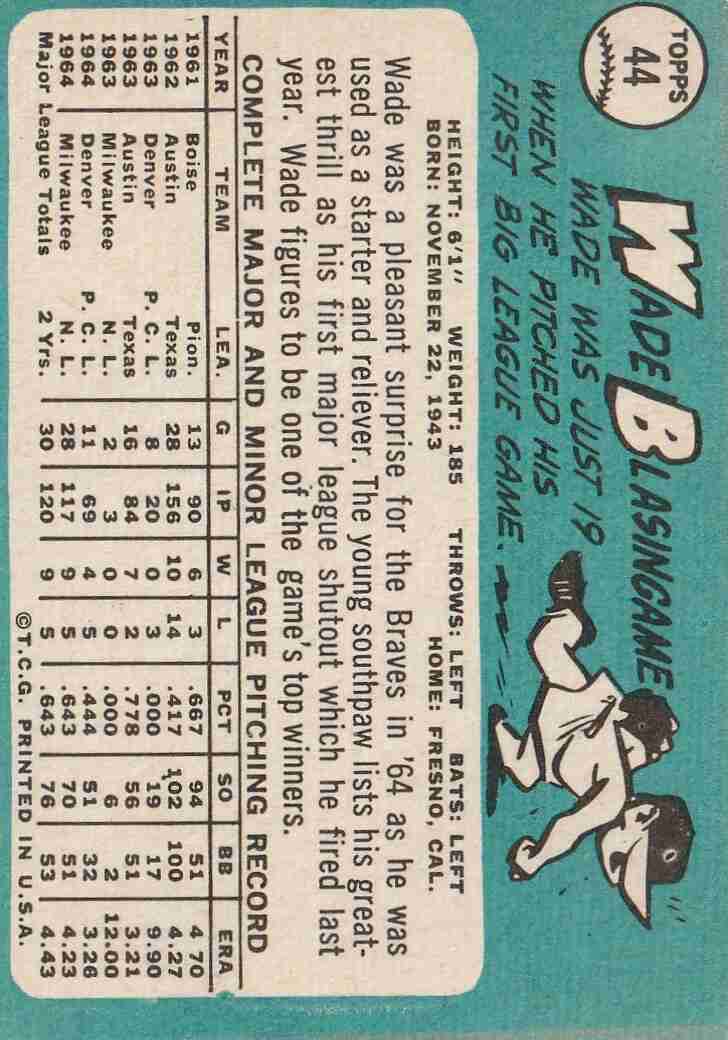 TOPPS
44
WADE BLASINGAME
WADE WAS JUST 19
WHEN HE PITCHED HIS
FIRST BIG LEAGUE GAME.
HEIGHT: 6'1" WEIGHT: 185 THROWS: LEFT BATS: LEFT
BORN: NOVEMBER 22, 1943 HOME: FRESNO, CAL.
Wade was a pleasant surprise for the Braves in '64 as he was
used as a starter and reliever. The young southpaw lists his great-
est thrill as his first major league shutout which he fired last
year. Wade figures to be one of the game's top winners.
COMPLETE MAJOR AND MINOR LEAGUE PITCHING RECORD
YEAR TEAM LEA. G IP W L PCT SO BB ERA
1961 Boise Pion. 13 90 6 3 .667 94 51 4.70
1962 Austin Texas 28 156 10 14 .417 102 100 4.27
1963 Denver P. C. L. 8 20 0 3 .000 19 17 9.90
1963 Austin Texas 16 84 7 2 .778 56 51 3.21
1963 Milwaukee N. L. 2 3 0 0 .000 6 2 12.00
1964 Denver P. C. L. 11 69 4 5 .444 51 32 3.26
1964 Milwaukee N. L. 28 117 9 5 .643 70 51 4.23
Major League Totals 2 Yrs. 30 120 9 5 .643 76 53 4.43
©T.C.G. PRINTED IN U.S.A.